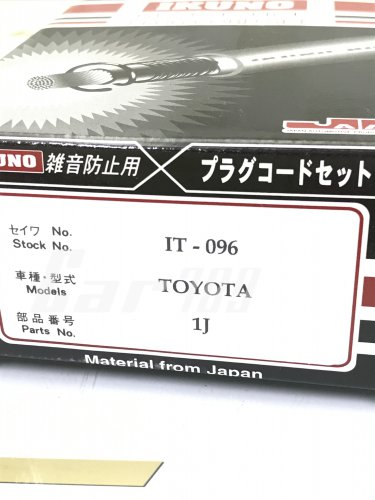 IKUNO
UNO 雑音防止用 プラグコードセット
セイワ No.
Stock No.
IT - 096
車種・型式
Models
TOYOTA
部品番号
Parts No.
1J
Material from Japan